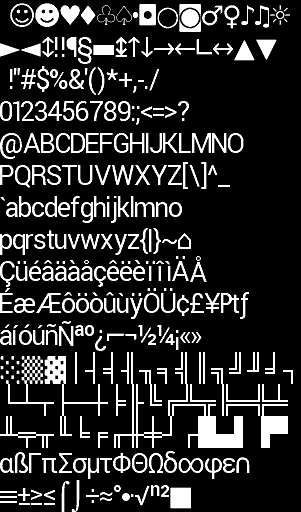 ☺☻♥♦♣♠•◘○◙♂♀♪♫☼
►◄↕‼¶§▬↨↑↓→←∟↔▲▼
 !"#$%&'()*+,-./
0123456789:;<=>?
@ABCDEFGHIJKLMNO
PQRSTUVWXYZ[\]^_
`abcdefghijklmno
pqrstuvwxyz{|}~⌂
ÇüéâäàåçêëèïîìÄÅ
ÉæÆôöòûùÿÖÜ¢£¥₧ƒ
áíóúñÑªº¿⌐¬½¼¡«»
░▒▓│┤╡╢╖╕╣║╗╝╜╛┐
└┴┬├─┼╞╟╚╔╩╦╠═╬╧
╨╤╥╙╘╒╓╫╪┘┌█▄▌▐▀
αßΓπΣσµτΦΘΩδ∞φε∩
≡±≥≤⌠⌡÷≈°∙·√ⁿ²■